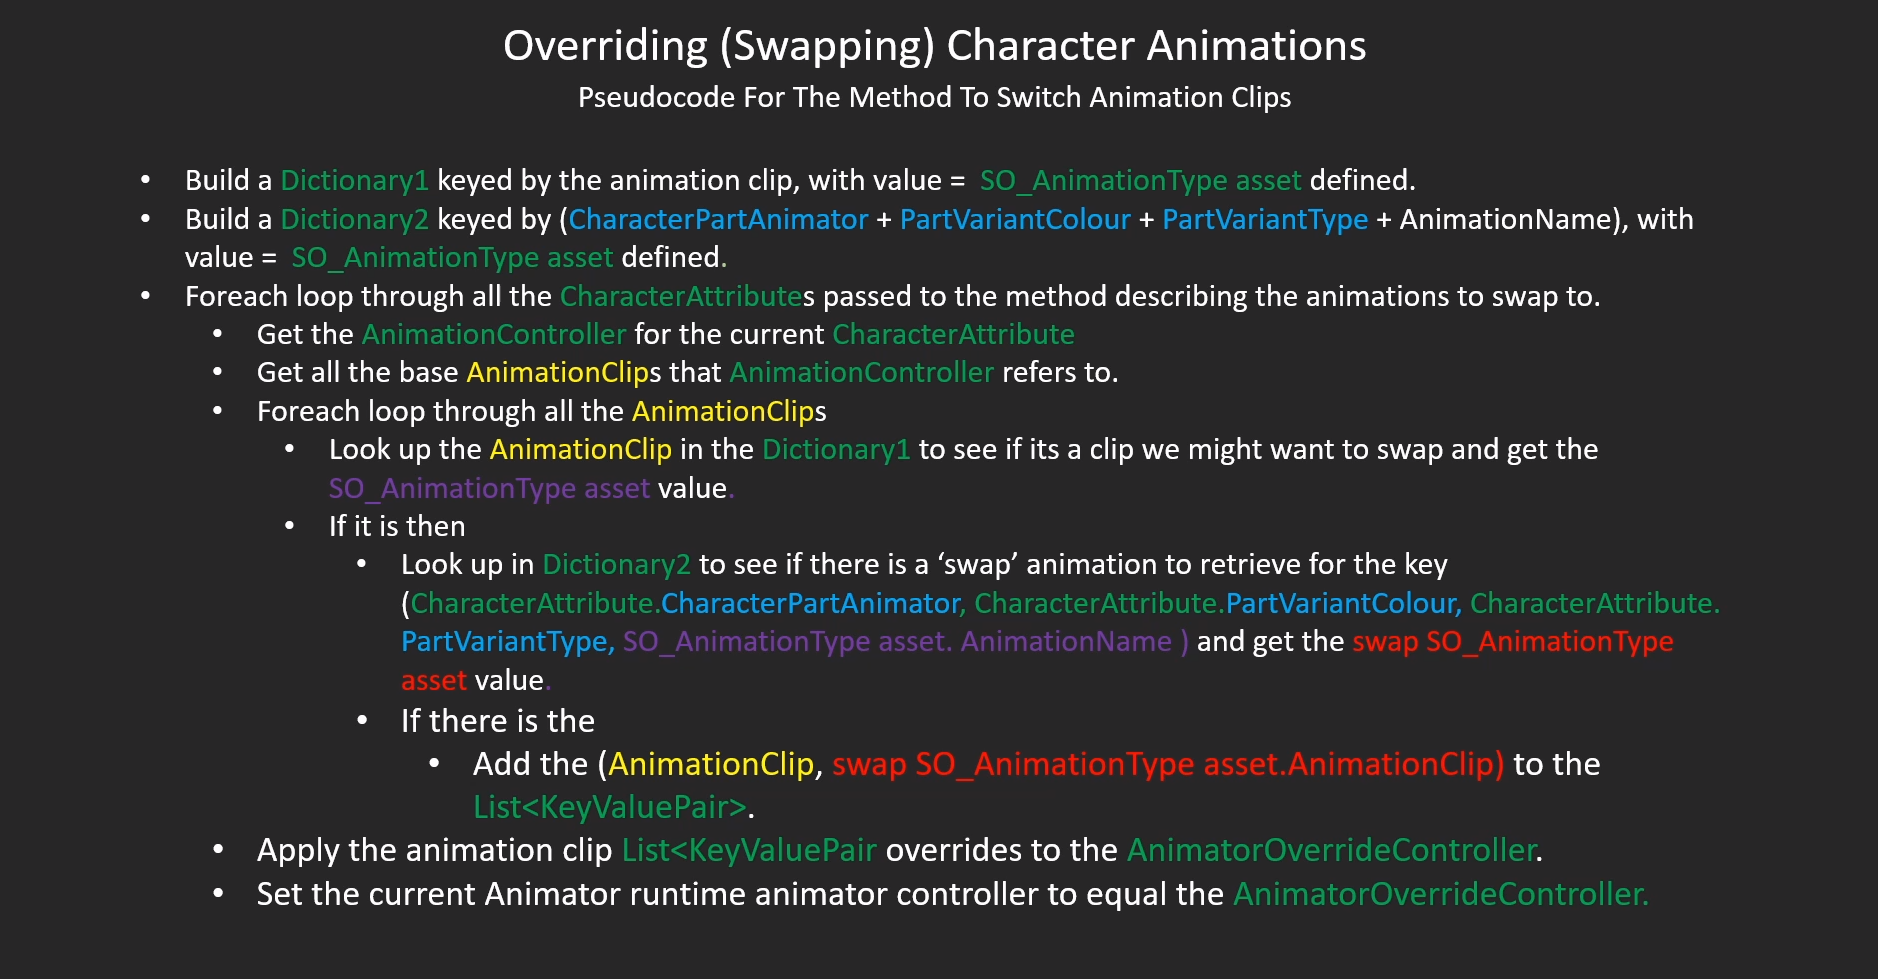 Overriding (Swapping) Character Animations
Pseudocode For The Method To Switch Animation Clips
• Build a Dictionary1 keyed by the animation clip, with value = SO_AnimationType asset defined.
• Build a Dictionary2 keyed by (CharacterPartAnimator + PartVariantColour + PartVariantType + AnimationName), with
value = SO_AnimationType asset defined.
• Foreach loop through all the CharacterAttributes passed to the method describing the animations to swap to.
• Get the AnimationController for the current CharacterAttribute
• Get all the base AnimationClips that AnimationController refers to.
• Foreach loop through all the AnimationClips
• Look up the AnimationClip in the Dictionary1 to see if its a clip we might want to swap and get the
SO_AnimationType asset value.
• If it is then
• Look up in Dictionary2 to see if there is a ‘swap’ animation to retrieve for the key
(CharacterAttribute.CharacterPartAnimator, CharacterAttribute.PartVariantColour, CharacterAttribute.
PartVariantType, SO_AnimationType asset. AnimationName ) and get the swap SO_AnimationType
asset value.
• If there is the
• Add the (AnimationClip, swap SO_AnimationType asset.AnimationClip) to the
List<KeyValuePair>.
• Apply the animation clip List<KeyValuePair overrides to the AnimatorOverrideController.
• Set the current Animator runtime animator controller to equal the AnimatorOverrideController.